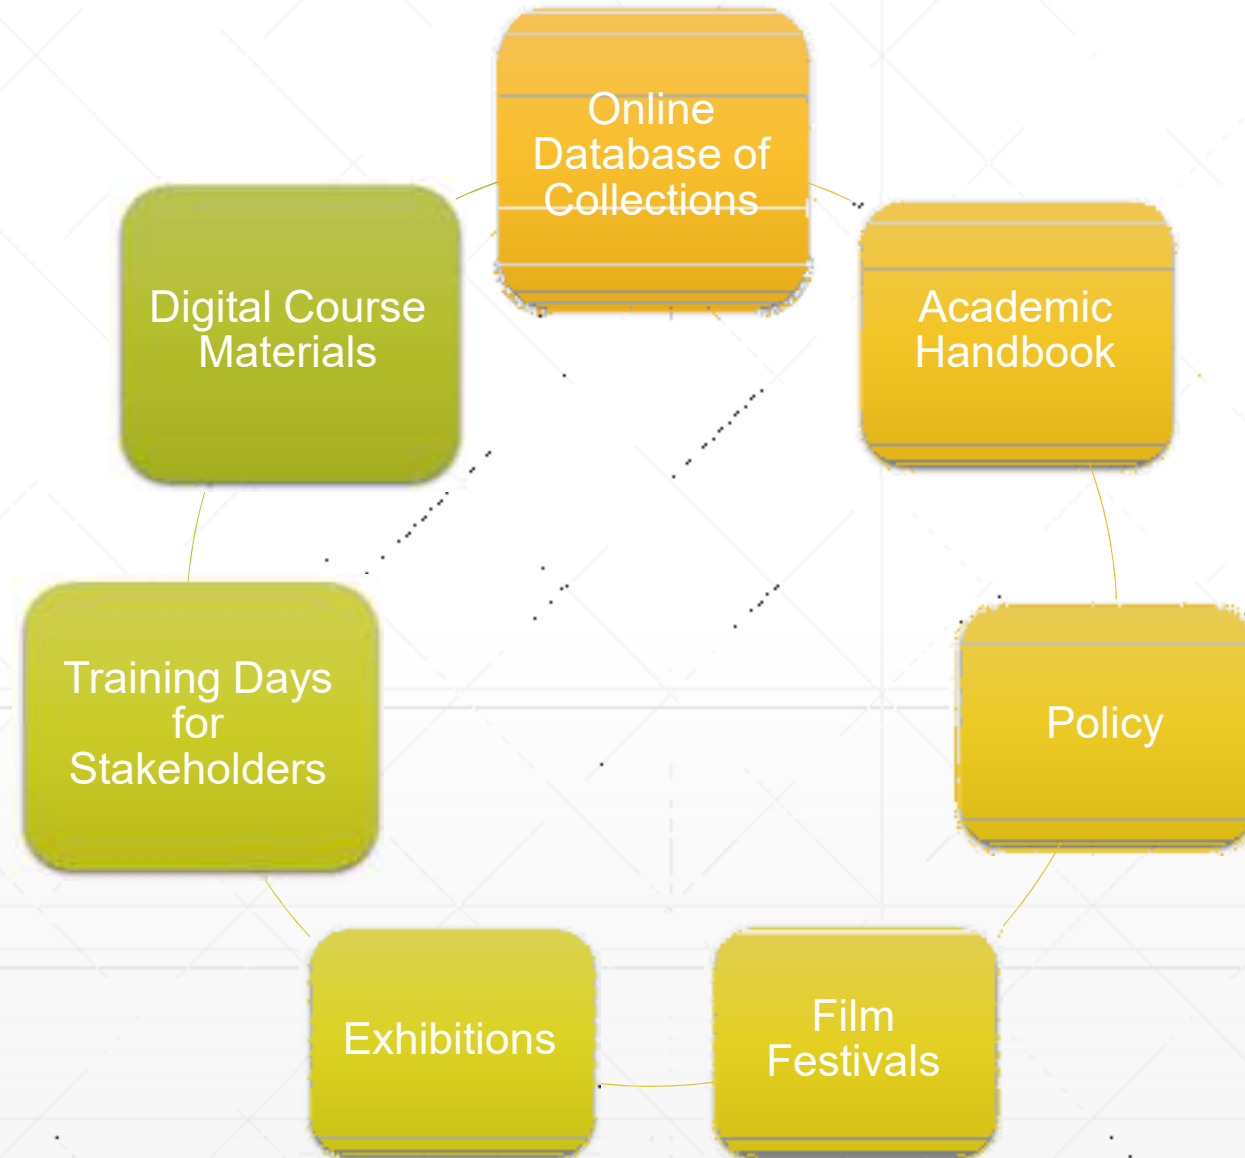 Online
Database of
Collections
Academic
Handbook
Policy
Film
Festivals
Exhibitions
Training Days
for
Stakeholders
Digital Course
Materials